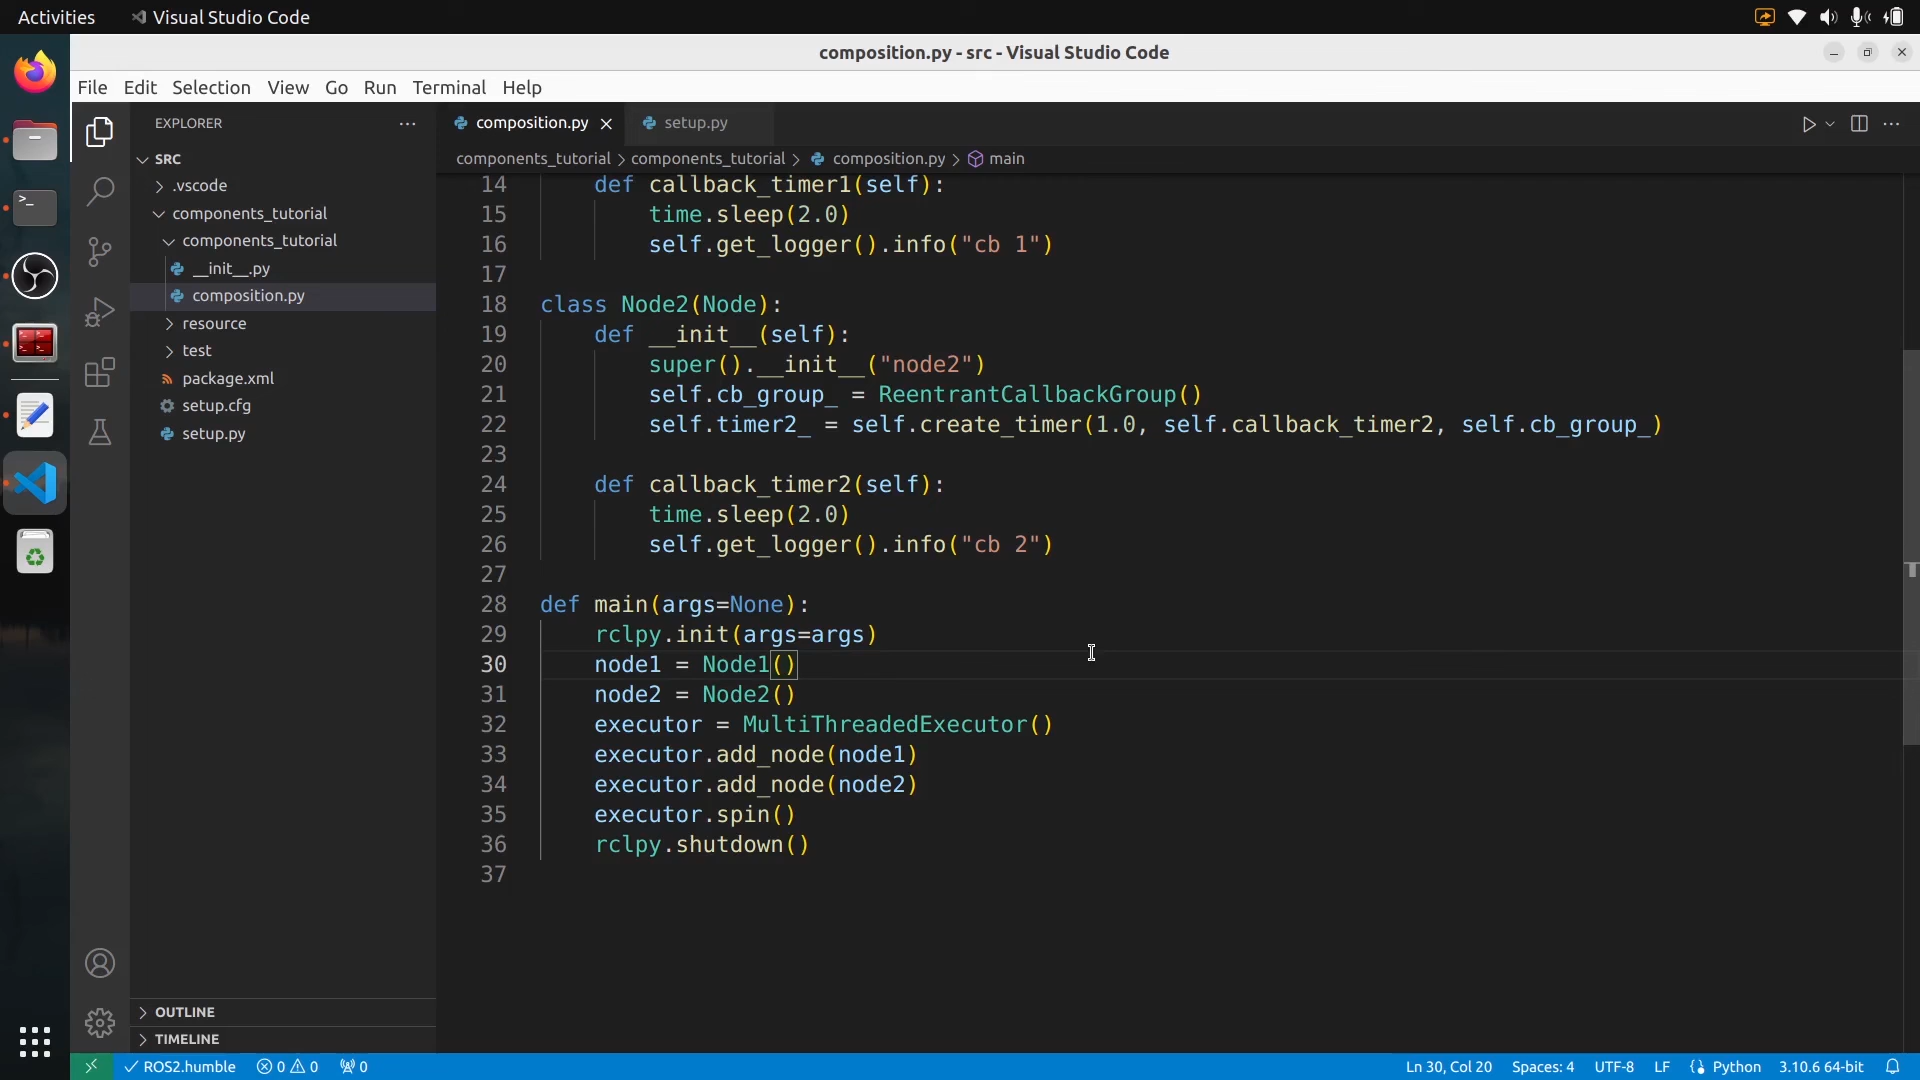 Activities
Visual Studio Code
composition.py - src - Visual Studio Code
File Edit Selection View Go Run Terminal Help
EXPLORER
SRC
.vscode
components_tutorial
components_tutorial
__init__.py
composition.py
resource
test
package.xml
setup.cfg
setup.py
OUTLINE
TIMELINE
composition.py
setup.py
components_tutorial > components_tutorial > composition.py > main
14 def callback_timer1(self):
15 time.sleep(2.0)
16 self.get_logger().info("cb 1")
17
18 class Node2(Node):
19 def __init__(self):
20 super().__init__("node2")
21 self.cb_group_ = ReentrantCallbackGroup()
22 self.timer2_ = self.create_timer(1.0, self.callback_timer2, self.cb_group_)
23
24 def callback_timer2(self):
25 time.sleep(2.0)
26 self.get_logger().info("cb 2")
27
28 def main(args=None):
29 rclpy.init(args=args)
30 node1 = Node1()
31 node2 = Node2()
32 executor = MultiThreadedExecutor()
33 executor.add_node(node1)
34 executor.add_node(node2)
35 executor.spin()
36 rclpy.shutdown()
37
ROS2.humble 0 0 0
Ln 30, Col 20 Spaces: 4 UTF-8 LF Python 3.10.6 64-bit